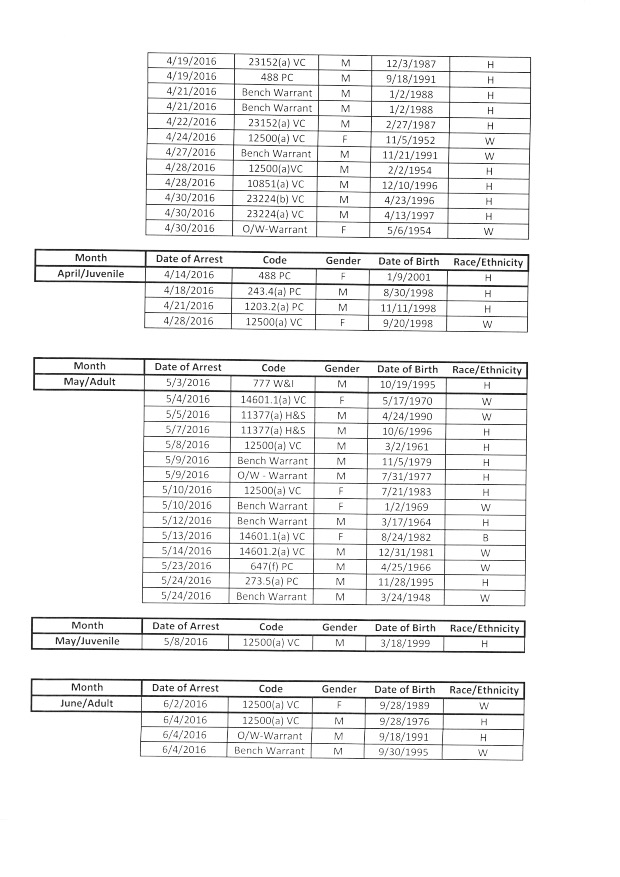 4/19/2016 23152(a) VC M 12/3/1987 H
4/19/2016 488 PC M 9/18/1991 H
4/21/2016 Bench Warrant M 1/2/1988 H
4/21/2016 Bench Warrant M 1/2/1988 H
4/22/2016 23152(a) VC M 2/27/1987 H
4/24/2016 12500(a) VC F 11/5/1952 W
4/27/2016 Bench Warrant M 11/21/1991 W
4/28/2016 12500(a)VC M 2/2/1954 H
4/28/2016 10851(a) VC M 12/10/1996 H
4/30/2016 23224(b) VC M 4/23/1996 H
4/30/2016 23224(a) VC M 4/13/1997 H
4/30/2016 O/W-Warrant F 5/6/1954 W
Month Date of Arrest Code Gender Date of Birth Race/Ethnicity
April/Juvenile 4/14/2016 488 PC F 1/9/2001 H
4/18/2016 243.4(a) PC M 8/30/1998 H
4/21/2016 1203.2(a) PC M 11/11/1998 H
4/28/2016 12500(a) VC F 9/20/1998 W
Month Date of Arrest Code Gender Date of Birth Race/Ethnicity
May/Adult 5/3/2016 777 W&I M 10/19/1995 H
5/4/2016 14601.1(a) VC F 5/17/1970 W
5/5/2016 11377(a) H&S M 4/24/1990 W
5/7/2016 11377(a) H&S M 10/6/1996 H
5/8/2016 12500(a) VC M 3/2/1961 H
5/9/2016 Bench Warrant M 11/5/1979 H
5/9/2016 O/W - Warrant M 7/31/1977 H
5/10/2016 12500(a) VC F 7/21/1983 H
5/10/2016 Bench Warrant F 1/2/1969 W
5/12/2016 Bench Warrant M 3/17/1964 H
5/13/2016 14601.1(a) VC F 8/24/1982 B
5/14/2016 14601.2(a) VC M 12/31/1981 W
5/23/2016 647(f) PC M 4/25/1966 W
5/24/2016 273.5(a) PC M 11/28/1995 H
5/24/2016 Bench Warrant M 3/24/1948 W
Month Date of Arrest Code Gender Date of Birth Race/Ethnicity
May/Juvenile 5/8/2016 12500(a) VC M 3/18/1999 H
Month Date of Arrest Code Gender Date of Birth Race/Ethnicity
June/Adult 6/2/2016 12500(a) VC F 9/28/1989 W
6/4/2016 12500(a) VC M 9/28/1976 H
6/4/2016 O/W-Warrant M 9/18/1991 H
6/4/2016 Bench Warrant M 9/30/1995 W